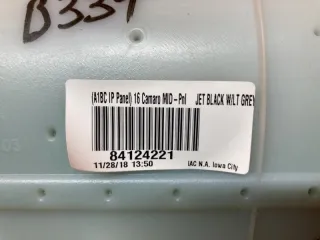 B334
(A1BC IP Panel) 16 Camaro MID - Pnl JET BLACK W/LT GREY
84124221
11/28/18 13:50
IAC N.A. Iowa City